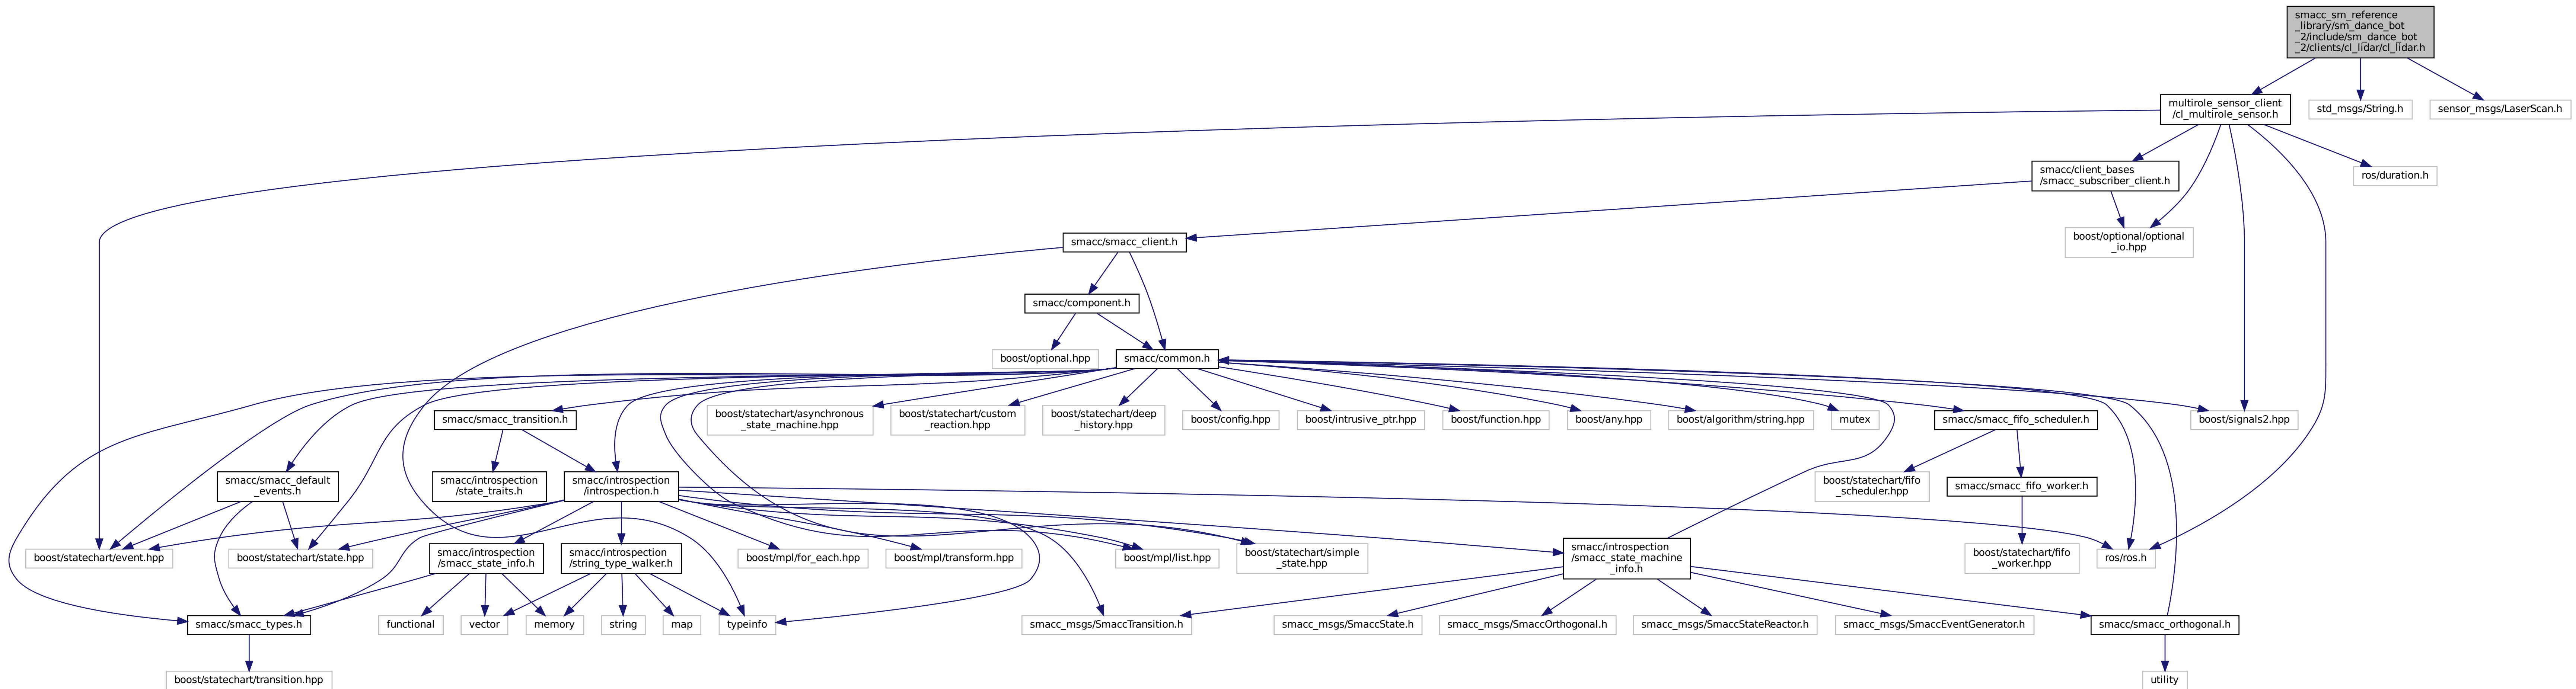 smacc_sm_reference
_library/sm_dance_bot
_2/include/sm_dance_bot
_2/clients/cl_lidar/cl_lidar.h
multirole_sensor_client
/cl_multirole_sensor.h
std_msgs/String.h
sensor_msgs/LaserScan.h
smacc/client_bases
/smacc_subscriber_client.h
ros/duration.h
smacc/smacc_client.h
boost/optional/optional
_io.hpp
smacc/component.h
boost/optional.hpp
smacc/common.h
smacc/smacc_transition.h
boost/statechart/asynchronous
_state_machine.hpp
boost/statechart/custom
_reaction.hpp
boost/statechart/deep
_history.hpp
boost/config.hpp
boost/intrusive_ptr.hpp
boost/function.hpp
boost/any.hpp
boost/algorithm/string.hpp
mutex
smacc/smacc_fifo_scheduler.h
boost/signals2.hpp
smacc/smacc_default
_events.h
smacc/introspection
/state_traits.h
smacc/introspection
/introspection.h
boost/statechart/fifo
_scheduler.hpp
smacc/smacc_fifo_worker.h
boost/statechart/event.hpp
boost/statechart/state.hpp
smacc/introspection
/smacc_state_info.h
smacc/introspection
/string_type_walker.h
boost/mpl/for_each.hpp
boost/mpl/transform.hpp
boost/mpl/list.hpp
boost/statechart/simple
_state.hpp
smacc/introspection
/smacc_state_machine
_info.h
boost/statechart/fifo
_worker.hpp
ros/ros.h
smacc/smacc_types.h
functional
vector
memory
string
map
typeinfo
smacc_msgs/SmaccTransition.h
smacc_msgs/SmaccState.h
smacc_msgs/SmaccOrthogonal.h
smacc_msgs/SmaccStateReactor.h
smacc_msgs/SmaccEventGenerator.h
smacc/smacc_orthogonal.h
boost/statechart/transition.hpp
utility